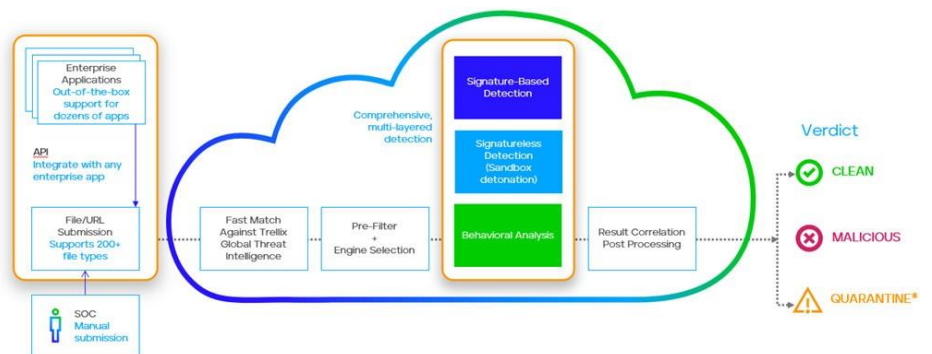 Enterprise
Applications
Out-of-the-box
support for
dozens of apps
API
Integrate with any
enterprise app
File/URL
Submission
Supports 200+
file types
SOC
Manual
submission
Fast Match
Against Trellix
Global Threat
Intelligence
Pre-Filter
+
Engine Selection
Comprehensive,
multi-layered
detection
Signature-Based
Detection
Signatureless
Detection
(Sandbox
detonation)
Behavioral Analysis
Result Correlation
Post Processing
Verdict
CLEAN
MALICIOUS
QUARANTINE*